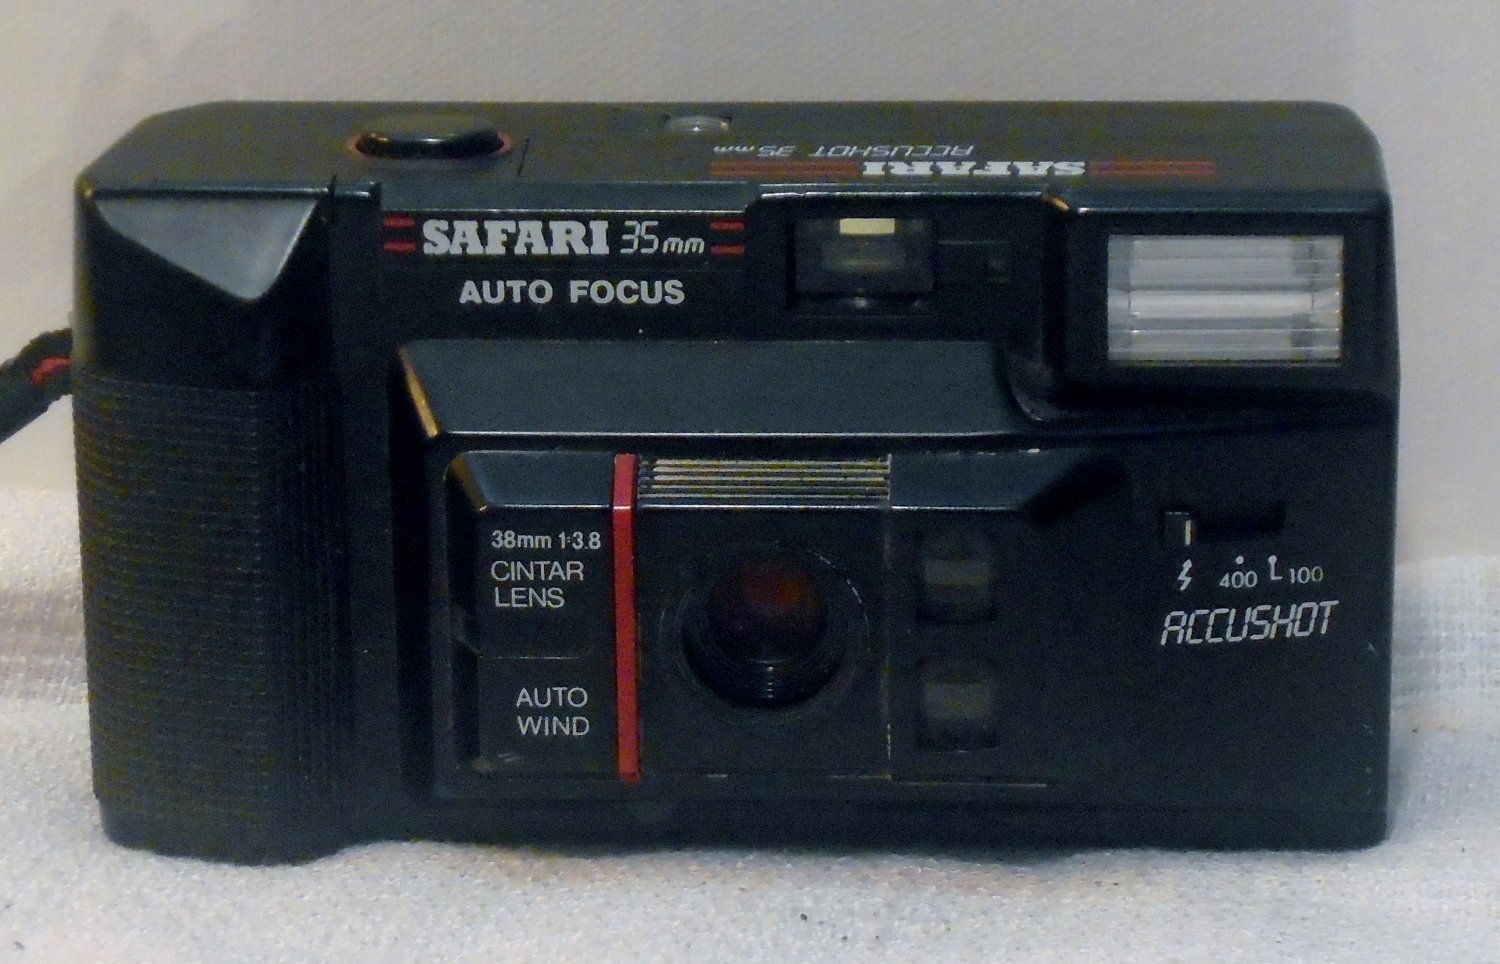 ACCUSHOT 35mm
SAFARI
SAFARI 35mm
AUTO FOCUS
38mm 1:3.8
CINTAR
LENS
AUTO
WIND
400 100
ACCUSHOT